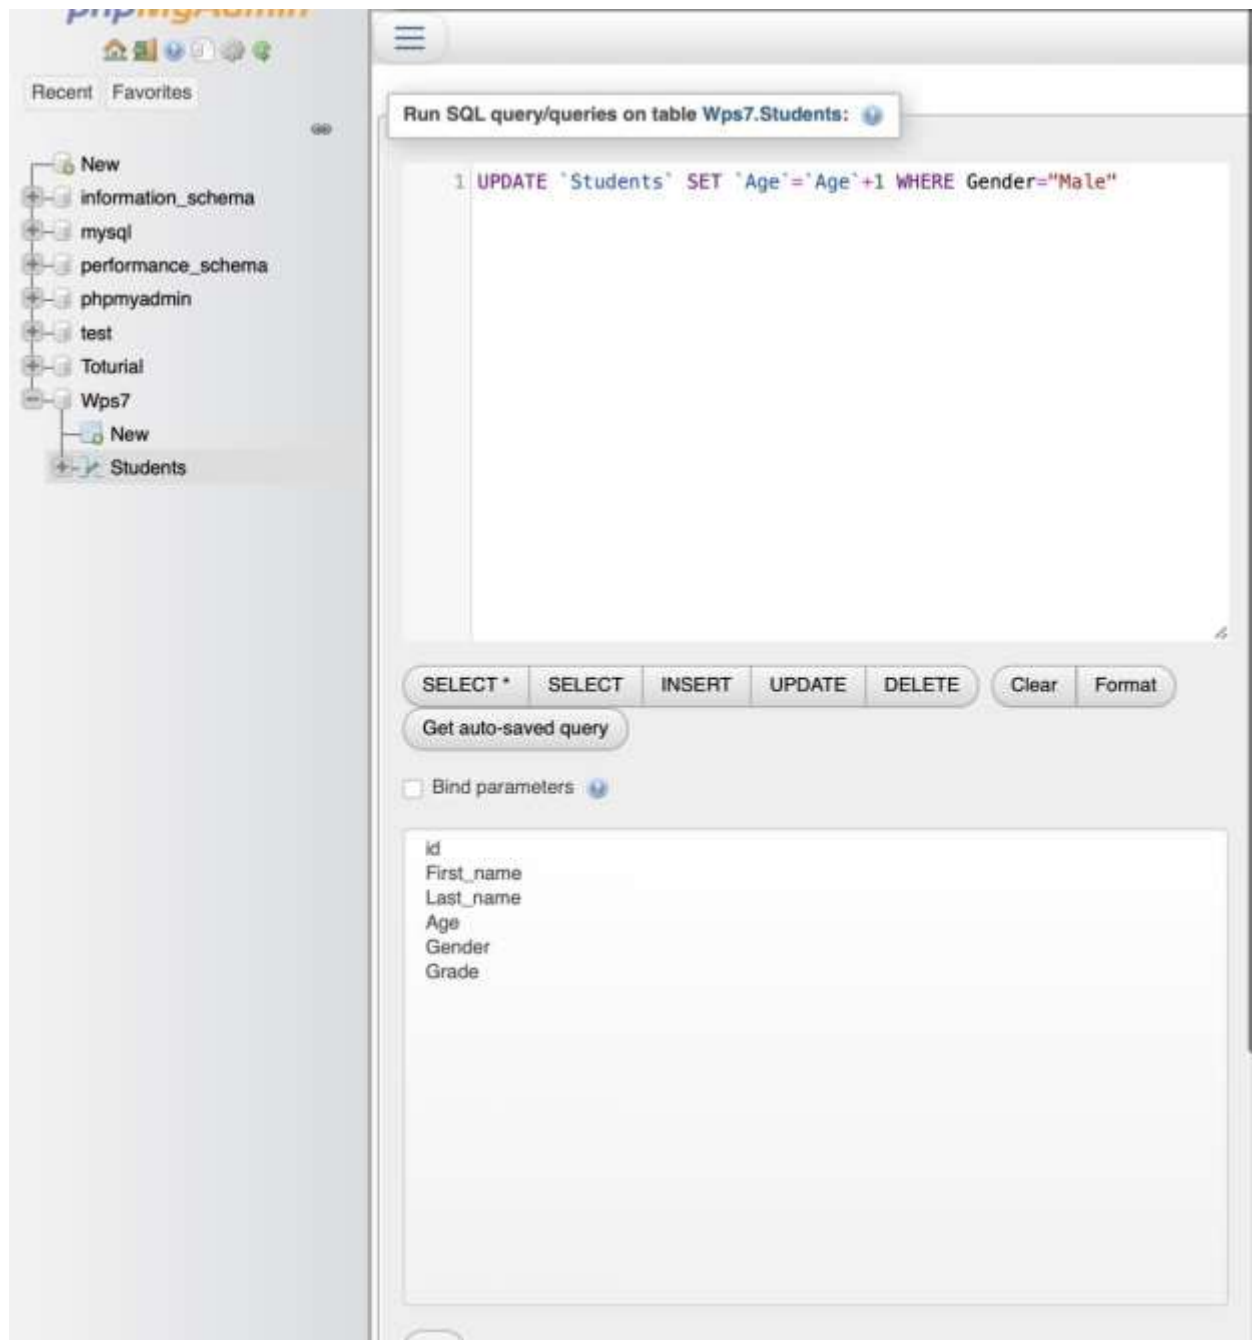 phpMyAdmin
Recent Favorites
New
information_schema
mysql
performance_schema
phpmyadmin
test
Toturial
Wps7
New
Students
Run SQL query/queries on table Wps7.Students:
1 UPDATE `Students` SET `Age`=`Age`+1 WHERE Gender="Male"
SELECT * SELECT INSERT UPDATE DELETE Clear Format
Get auto-saved query
Bind parameters
id
First_name
Last_name
Age
Gender
Grade